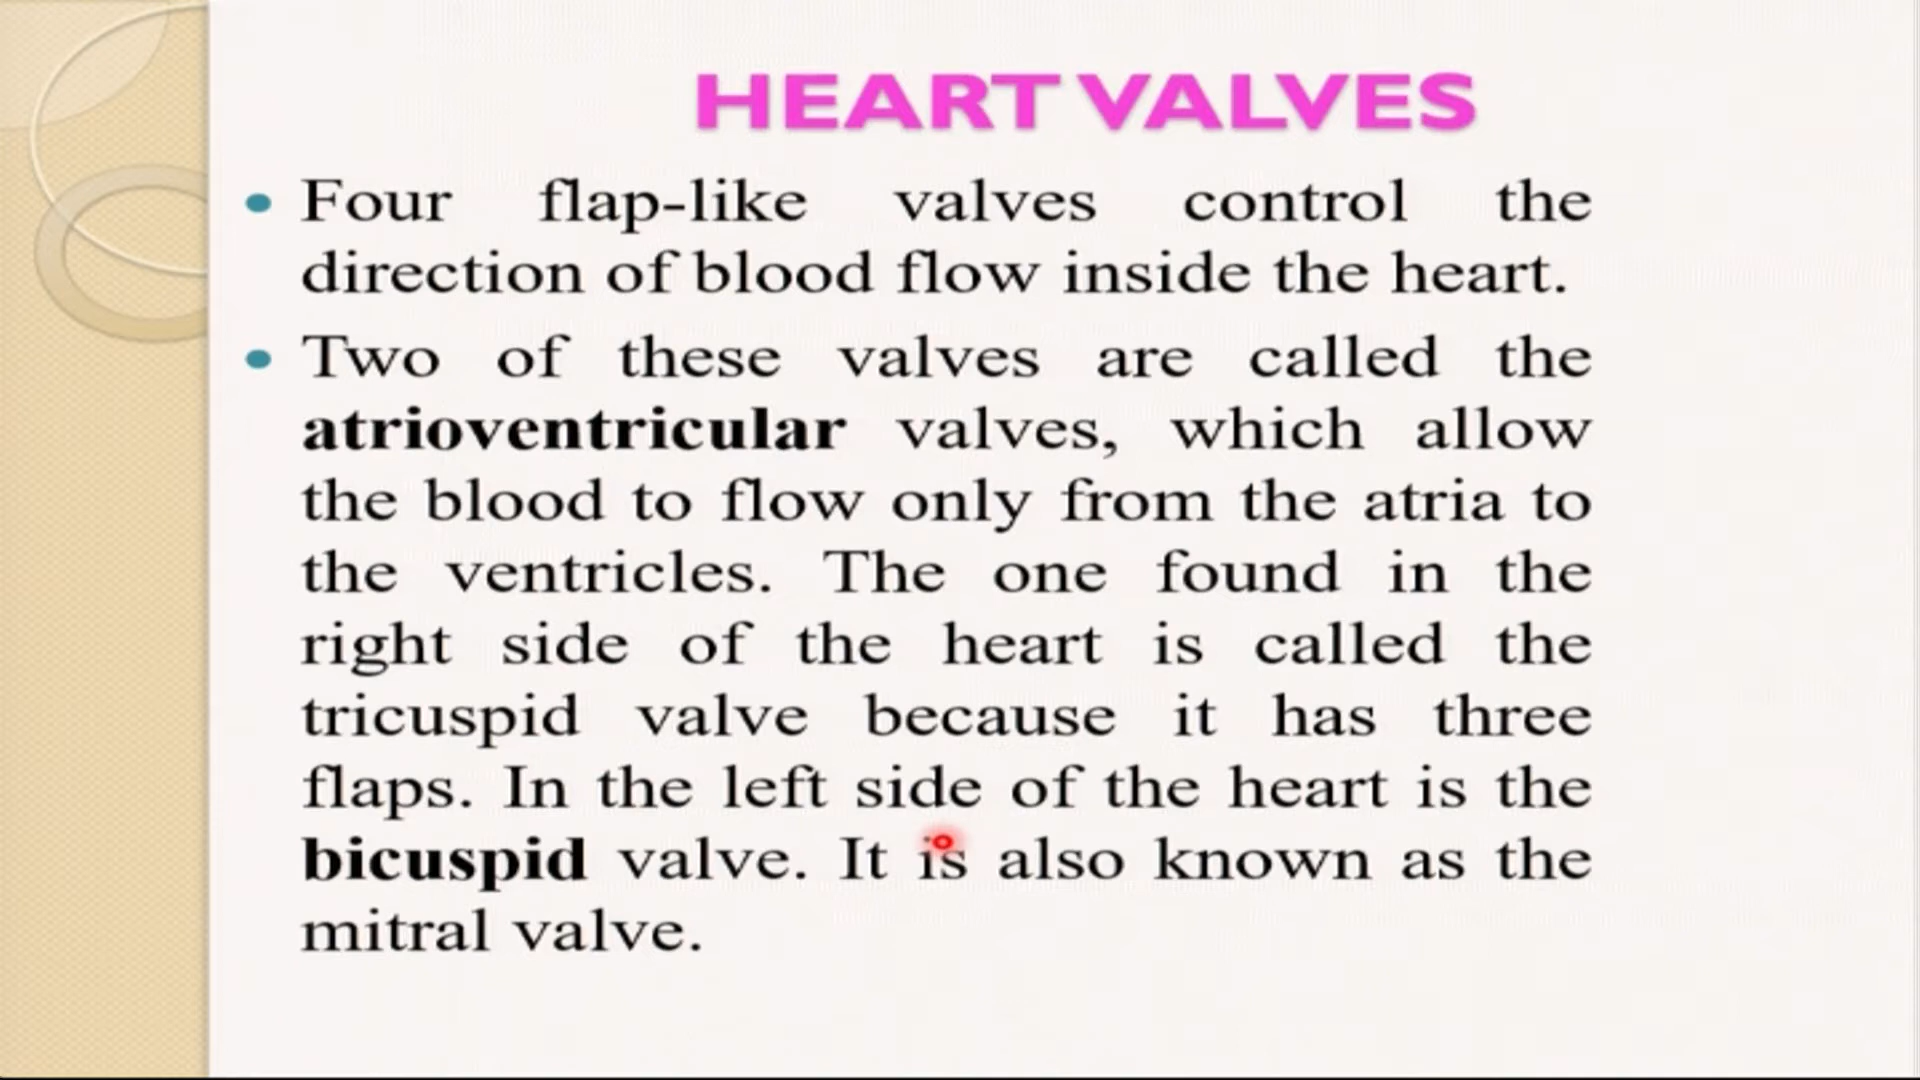 HEART VALVES
• Four flap-like valves control the
direction of blood flow inside the heart.
• Two of these valves are called the
atrioventricular valves, which allow
the blood to flow only from the atria to
the ventricles. The one found in the
right side of the heart is called the
tricuspid valve because it has three
flaps. In the left side of the heart is the
bicuspid valve. It is also known as the
mitral valve.